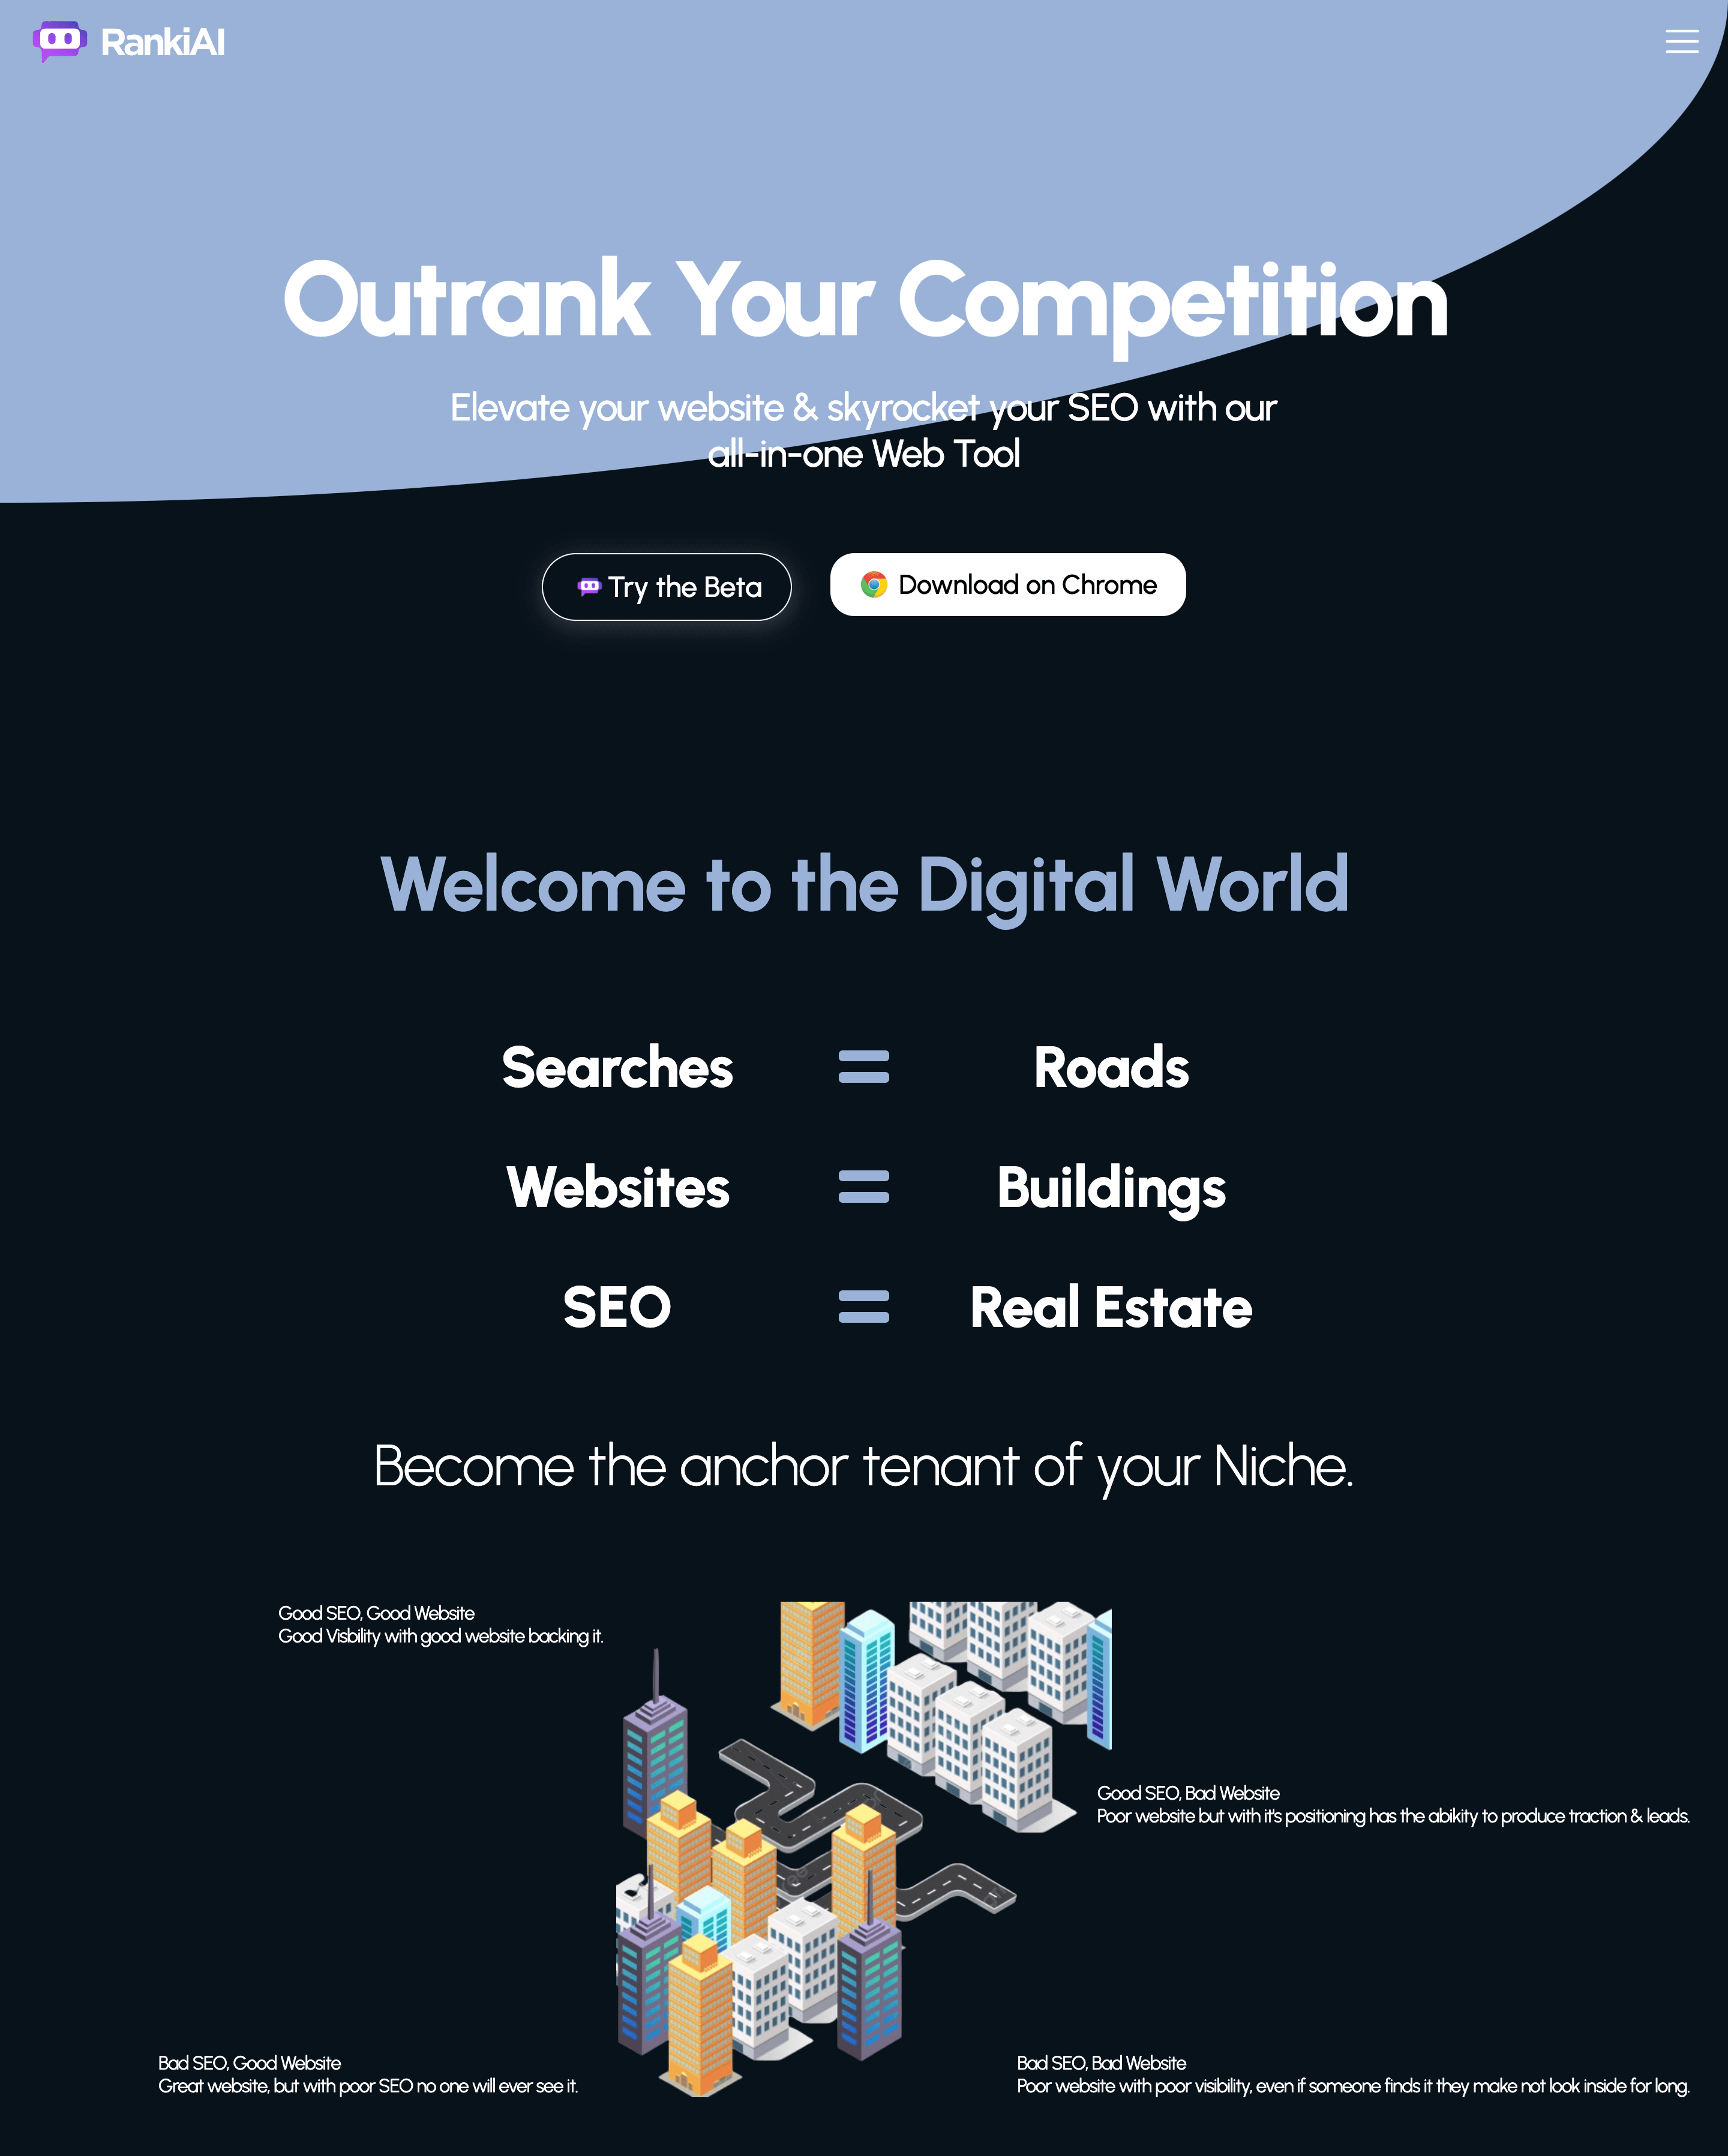 RankiAI
Outrank Your Competition
Elevate your website & skyrocket your SEO with our
all-in-one Web Tool
Try the Beta
Download on Chrome
Welcome to the Digital World
Searches = Roads
Websites = Buildings
SEO = Real Estate
Become the anchor tenant of your Niche.
Good SEO, Good Website
Good Visbility with good website backing it.
Good SEO, Bad Website
Poor website but with it's positioning has the abikity to produce traction & leads.
Bad SEO, Good Website
Great website, but with poor SEO no one will ever see it.
Bad SEO, Bad Website
Poor website with poor visibility, even if someone finds it they make not look inside for long.